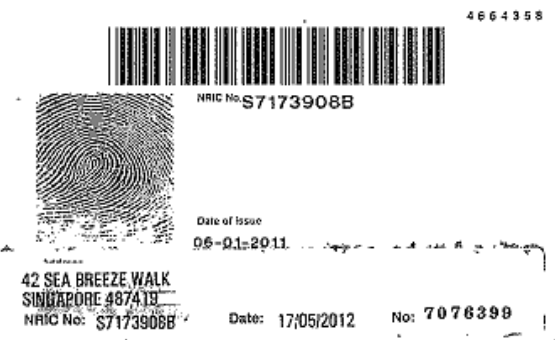 4664358
NRIC No. S7173908B
Date of issue
06-01-2011
42 SEA BREEZE WALK
SINGAPORE 487419
NRIC No: S7173908B Date: 17/05/2012 No: 7076399